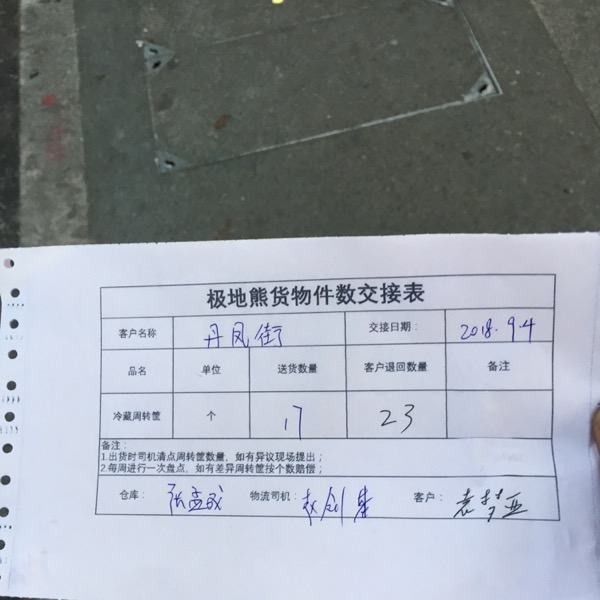 极地熊货物件数交接表
客户名称 丹凤街 交接日期： 2018.9.4
品名 单位 送货数量 客户退回数量 备注
冷藏周转筐 个 17 23
备注：
1.出货时司机清点周转筐数量，如有异议现场提出；
2.每周进行一次盘点，如有差异周转筐按个数赔偿；
仓库： 张孟成 物流司机： 赵创 客户： 袁梦亚